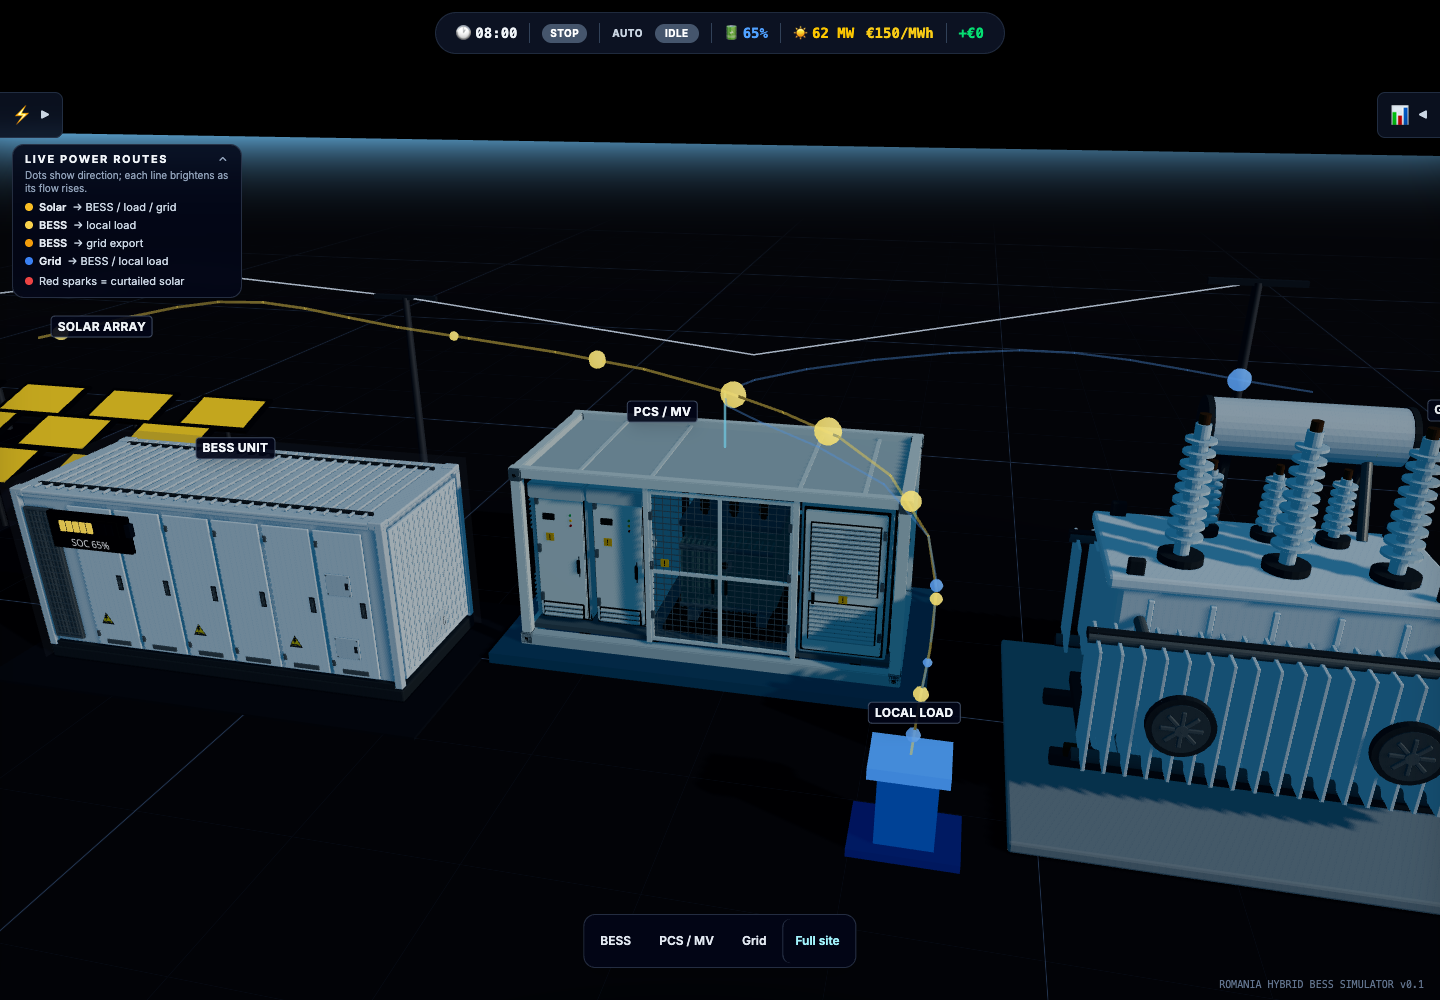 08:00 STOP AUTO IDLE 65% 62 MW €150/MWh +€0
LIVE POWER ROUTES
Dots show direction; each line brightens as
its flow rises.
Solar → BESS / load / grid
BESS → local load
BESS → grid export
Grid → BESS / local load
Red sparks = curtailed solar
SOLAR ARRAY
PCS / MV
G
BESS UNIT
SOC 65%
LOCAL LOAD
BESS PCS / MV Grid Full site
ROMANIA HYBRID BESS SIMULATOR v0.1